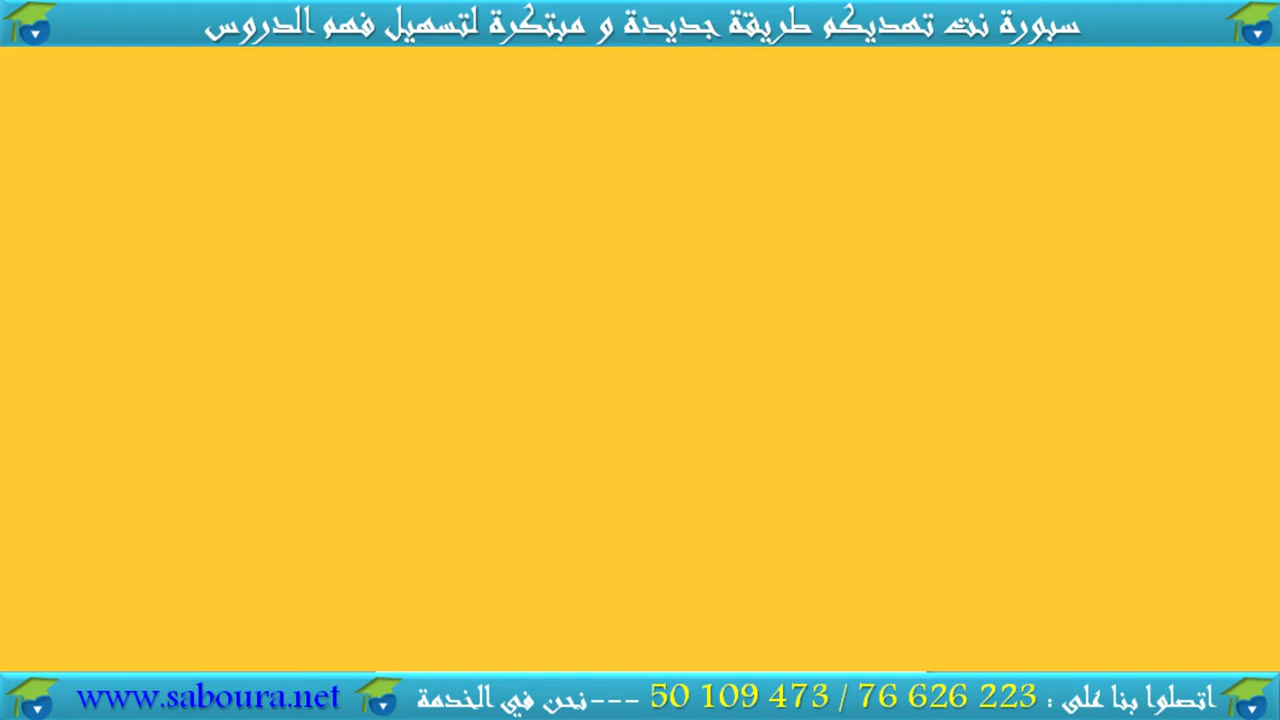 سبورة نت تهديكم طريقة جديدة و مبتكرة لتسهيل فهم الدروس
اتصلوا بنا على : 223 626 76 / 473 109 50 ---نحن في الخدمة www.saboura.net